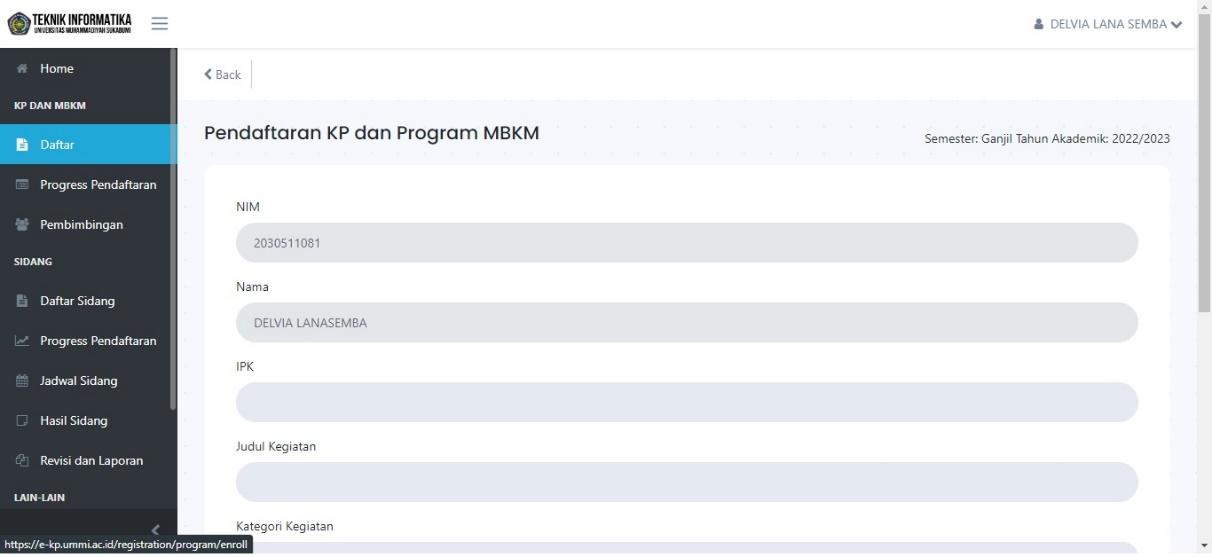 TEKNIK INFORMATIKA
UNIVERSITAS MUHAMMADIYAH SUKABUMI
DELVIA LANA SEMBA
Home
Back
KP DAN MBKM
Daftar
Pendaftaran KP dan Program MBKM
Semester: Ganjil Tahun Akademik: 2022/2023
Progress Pendaftaran
Pembimbingan
SIDANG
Daftar Sidang
Progress Pendaftaran
Jadwal Sidang
Hasil Sidang
Revisi dan Laporan
LAIN-LAIN
NIM
2030511081
Nama
DELVIA LANASEMBA
IPK
Judul Kegiatan
Kategori Kegiatan
https://e-kp.ummi.ac.id/registration/program/enroll